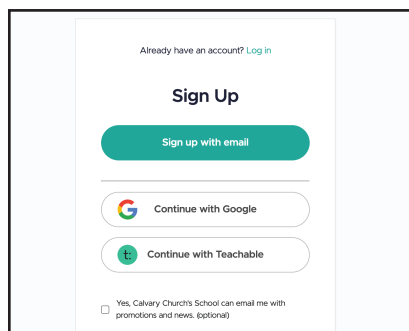 Already have an account? Log in
Sign Up
Sign up with email
Continue with Google
t:
Continue with Teachable
Yes, Calvary Church's School can email me with
promotions and news. (optional)